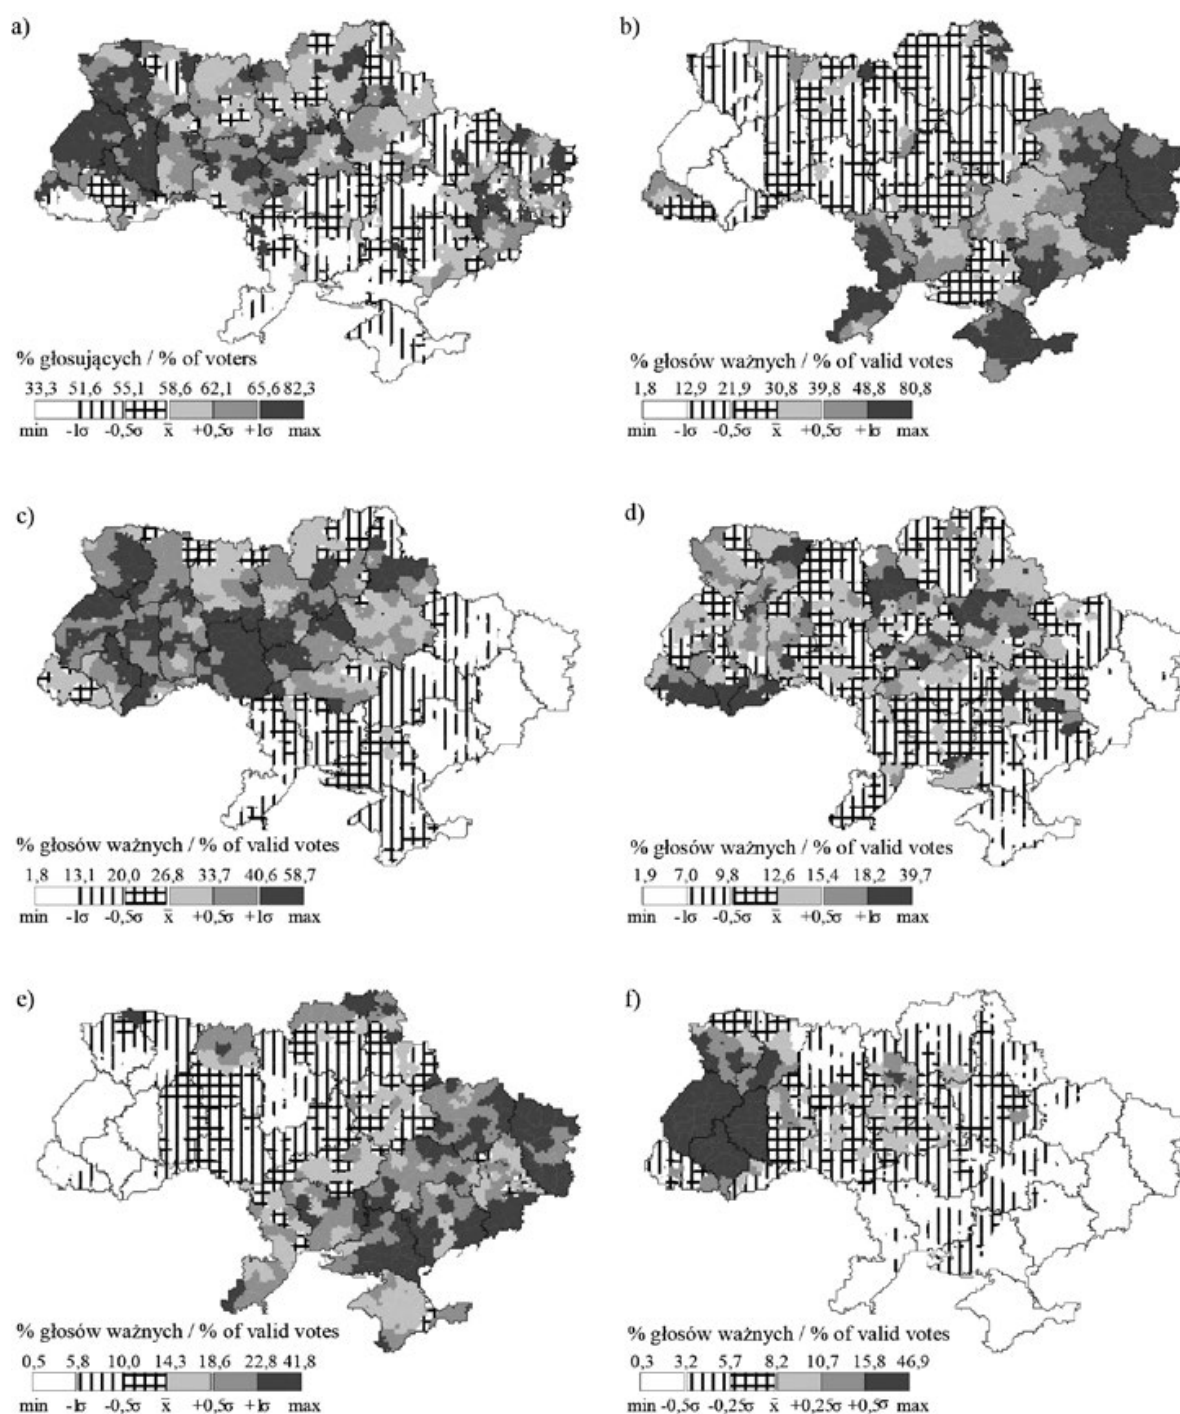 a)
% głosujących / % of voters
33,3 51,6 55,1 58,6 62,1 65,6 82,3
min -1σ -0,5σ x̄ +0,5σ +1σ max
b)
% głosów ważnych / % of valid votes
1,8 12,9 21,9 30,8 39,8 48,8 80,8
min -1σ -0,5σ x̄ +0,5σ +1σ max
c)
% głosów ważnych / % of valid votes
1,8 13,1 20,0 26,8 33,7 40,6 58,7
min -1σ -0,5σ x̄ +0,5σ +1σ max
d)
% głosów ważnych / % of valid votes
1,9 7,0 9,8 12,6 15,4 18,2 39,7
min -1σ -0,5σ x̄ +0,5σ +1σ max
e)
% głosów ważnych / % of valid votes
0,5 5,8 10,0 14,3 18,6 22,8 41,8
min -1σ -0,5σ x̄ +0,5σ +1σ max
f)
% głosów ważnych / % of valid votes
0,3 3,2 5,7 8,2 10,7 15,8 46,9
min -0,5σ -0,25σ x̄ +0,25σ +0,5σ max